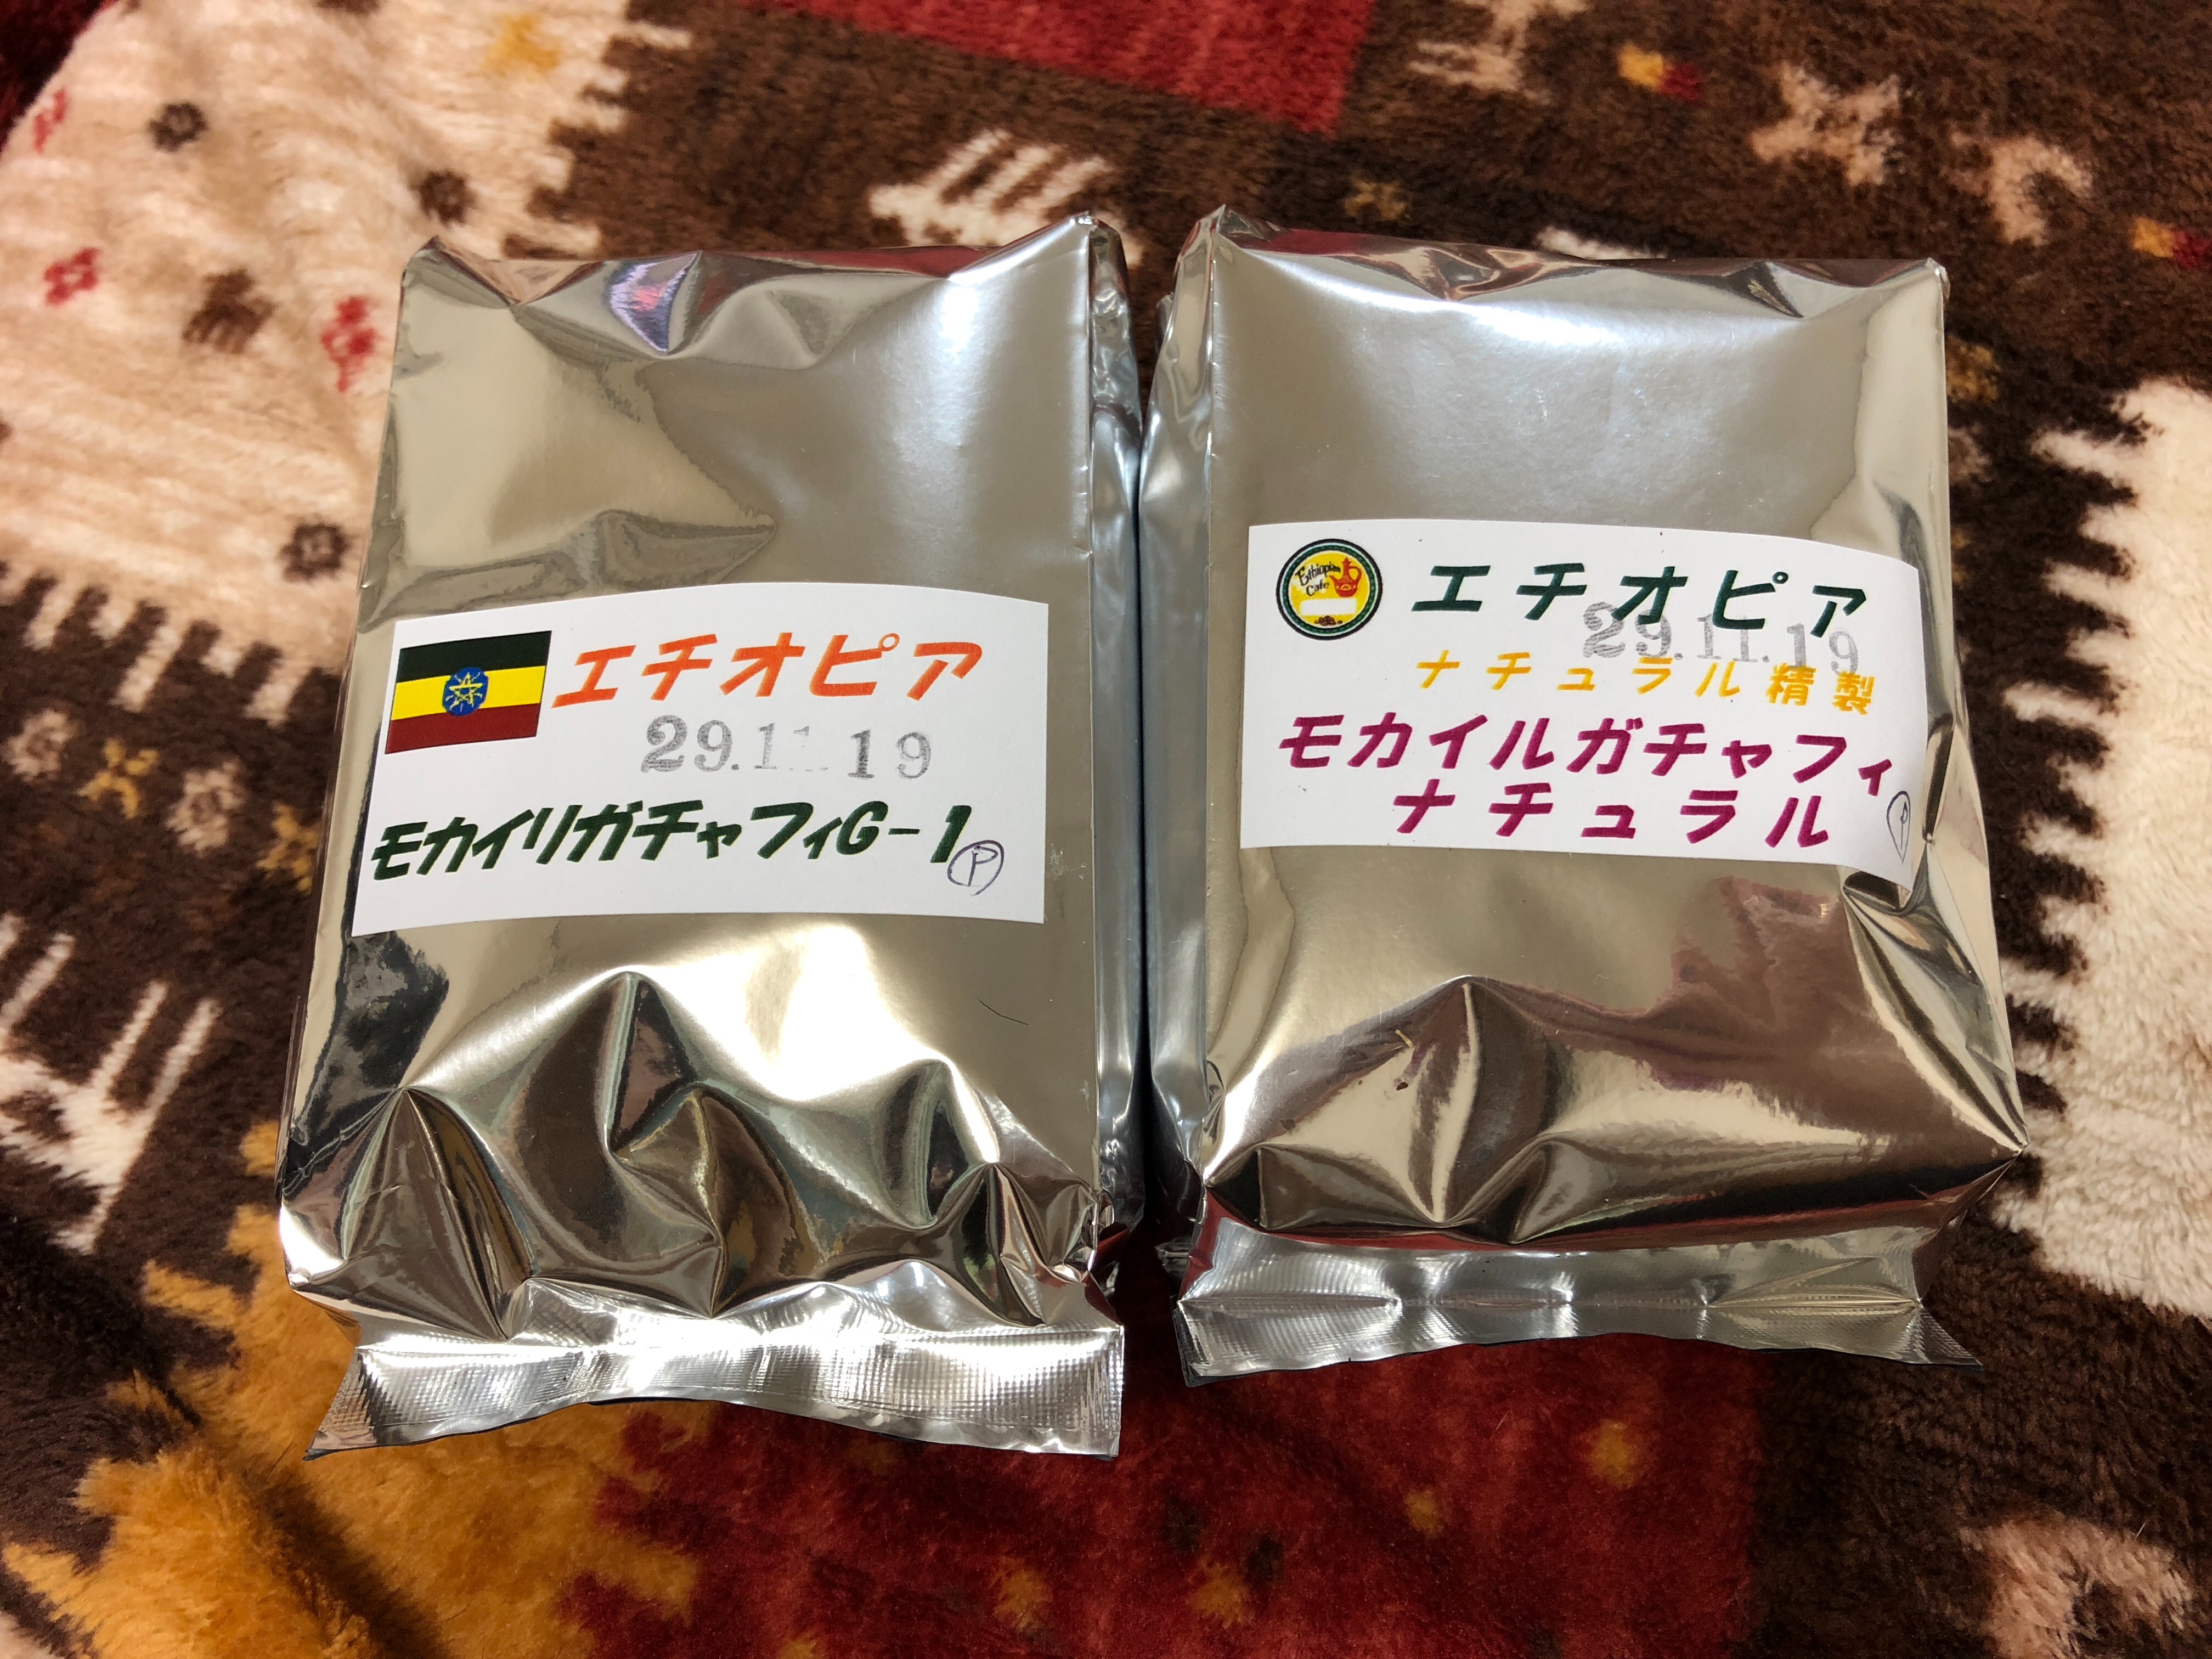 エチオピア
29.11.19
モカイリガチャフィG-1
P
Ethiopian
Cafe
エチオピア
29.11.19
ナチュラル精製
モカイルガチャフィ
ナチュラル
P